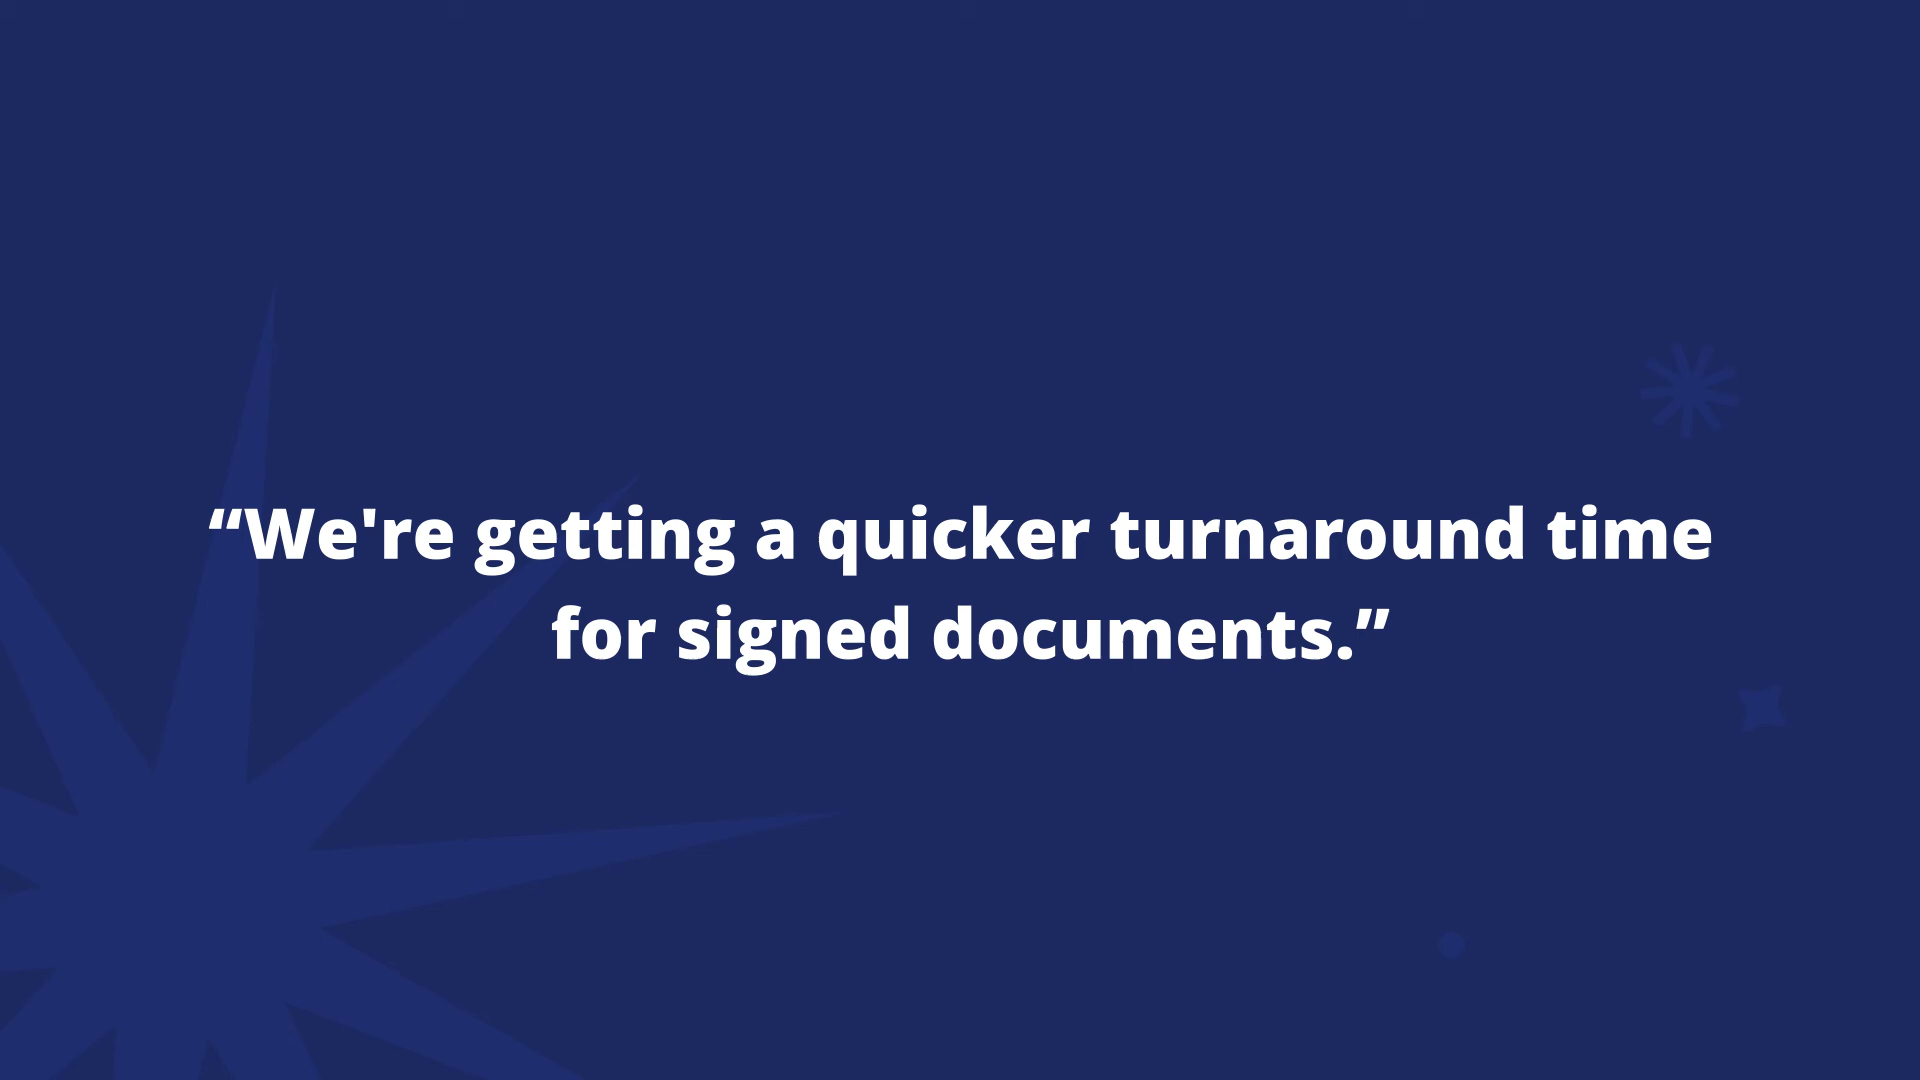 “We're getting a quicker turnaround time
for signed documents.”